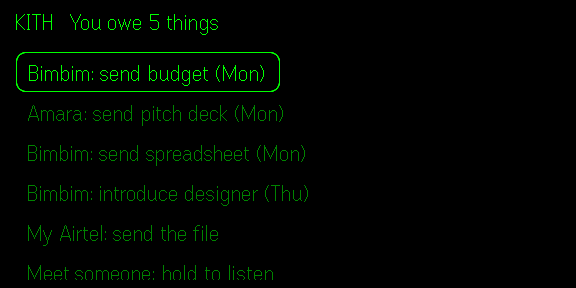 KITH You owe 5 things
Bimbim: send budget (Mon)
Amara: send pitch deck (Mon)
Bimbim: send spreadsheet (Mon)
Bimbim: introduce designer (Thu)
My Airtel: send the file
Meet someone: hold to listen